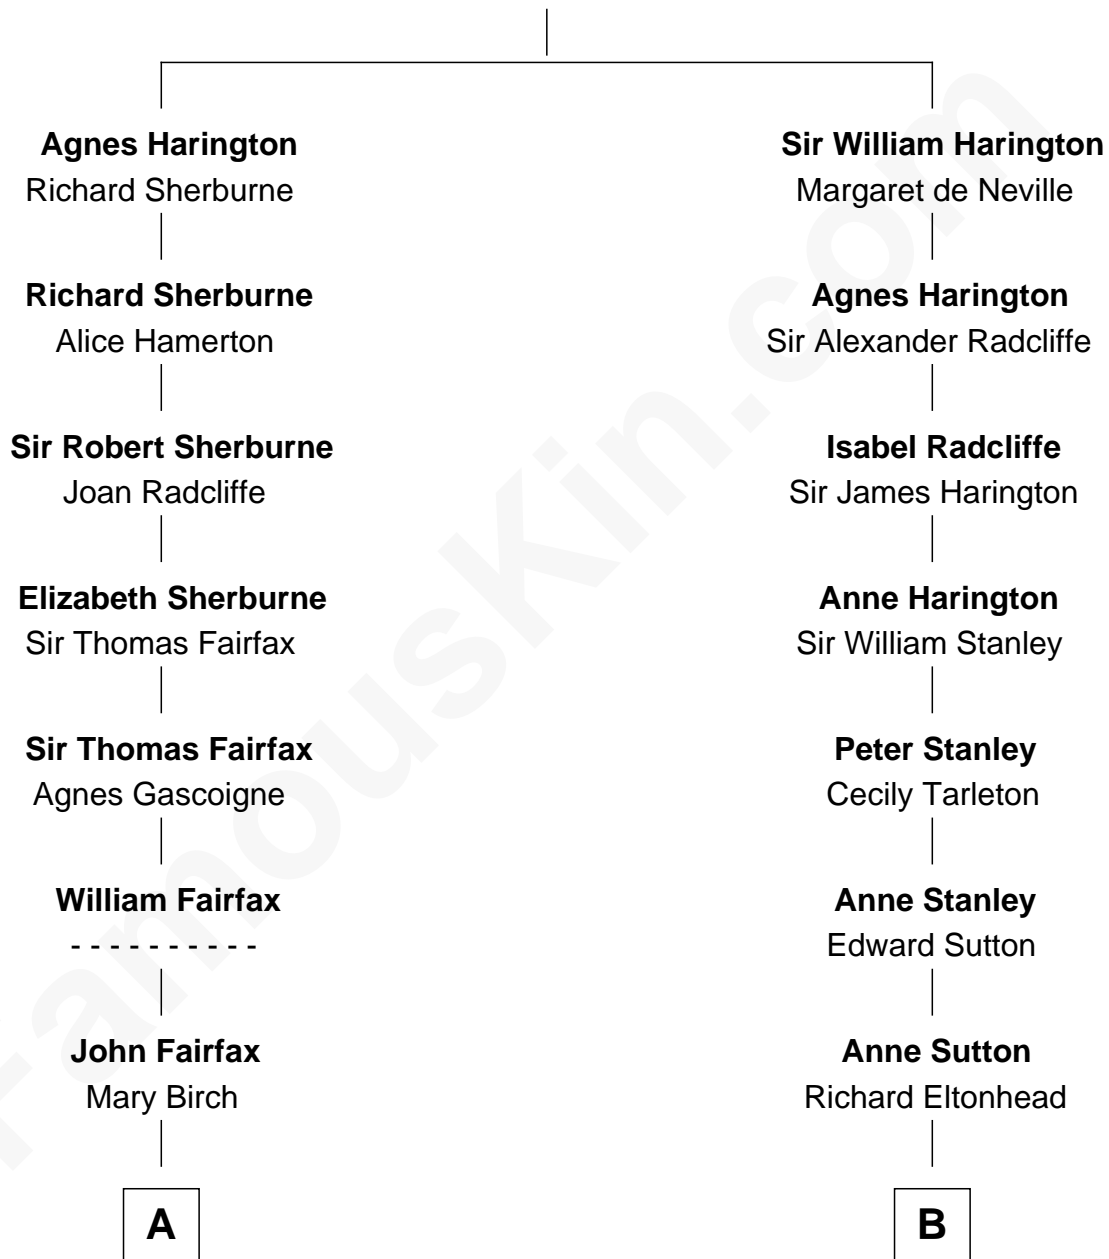 Agnes Harington
Richard Sherburne
Sir William Harington
Margaret de Neville
Richard Sherburne
Alice Hamerton
Agnes Harington
Sir Alexander Radcliffe
Sir Robert Sherburne
Joan Radcliffe
Isabel Radcliffe
Sir James Harington
Elizabeth Sherburne
Sir Thomas Fairfax
Anne Harington
Sir William Stanley
Sir Thomas Fairfax
Agnes Gascoigne
Peter Stanley
Cecily Tarleton
William Fairfax
- - - - - - - - - -
Anne Stanley
Edward Sutton
John Fairfax
Mary Birch
Anne Sutton
Richard Eltonhead
A
B
FamousKin.com